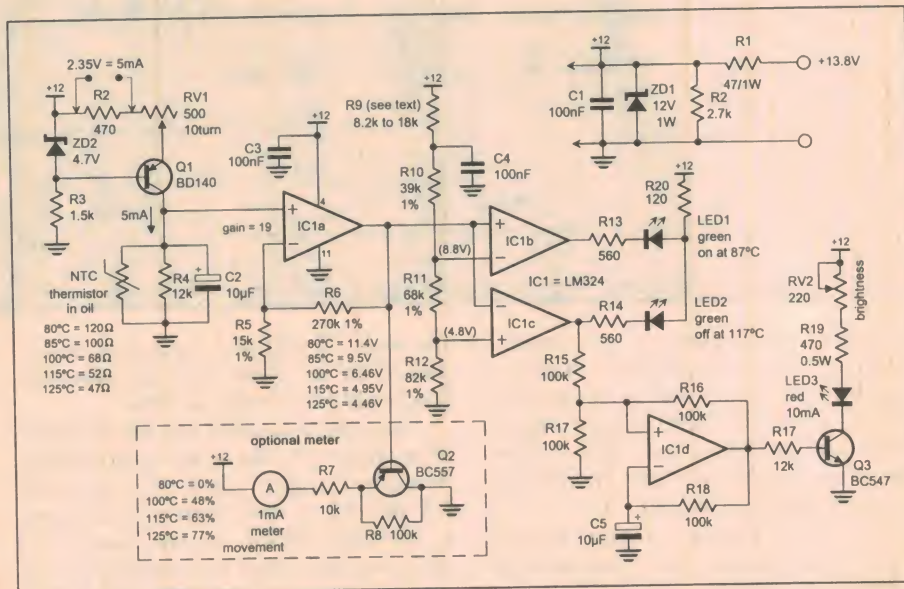 2.35V = 5mA
+12
R2
470
RV1
500
10turn
ZD2
4.7V
Q1
BD140
R3
1.5k
5mA
NTC
thermistor
in oil
80ºC = 120Ω
85ºC = 100Ω
100ºC = 68Ω
115ºC = 52Ω
125ºC = 47Ω
R4
12k
+
C2
10µF
C3
100nF
+12
4
+
IC1a
–
11
gain = 19
R5
15k
1%
R6
270k 1%
80ºC = 11.4V
85ºC = 9.5V
100ºC = 6.46V
115ºC = 4.95V
125ºC = 4.46V
+12
R9 (see text)
8.2k to 18k
C4
100nF
R10
39k
1%
(8.8V)
R11
68k
1%
(4.8V)
R12
82k
1%
+
IC1b
–
IC1 = LM324
–
IC1c
+
R13
560
R14
560
+12
C1
100nF
ZD1
12V
1W
R2
2.7k
R1
47/1W
+13.8V
+12
R20
120
LED1
green
on at 87ºC
LED2
green
off at 117ºC
R15
100k
R17
100k
R16
100k
+
IC1d
–
R18
100k
C5
10µF
+
R17
12k
+12
RV2
220
brightness
R19
470
0.5W
LED3
red
10mA
Q3
BC547
optional meter
+12
80ºC = 0%
100ºC = 48%
115ºC = 63%
125ºC = 77%
A
1mA
meter
movement
R7
10k
Q2
BC557
R8
100k